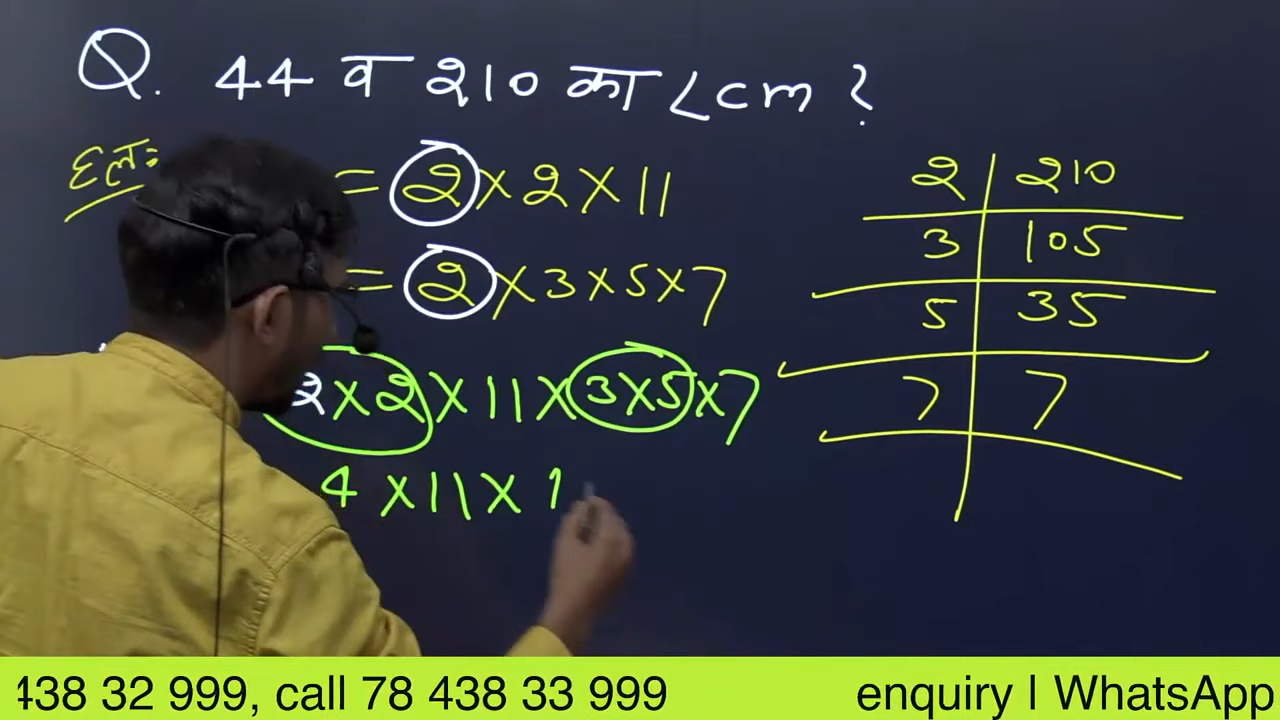 Q. 44 व 210 का Lcm ?
हल:
= 2 × 2 × 11
= 2 × 3 × 5 × 7
2 × 2 × 11 × 3 × 5 × 7
4 × 11 × 1
2 | 210
3 | 105
5 | 35
7 | 7
438 32 999, call 78 438 33 999 enquiry | WhatsApp